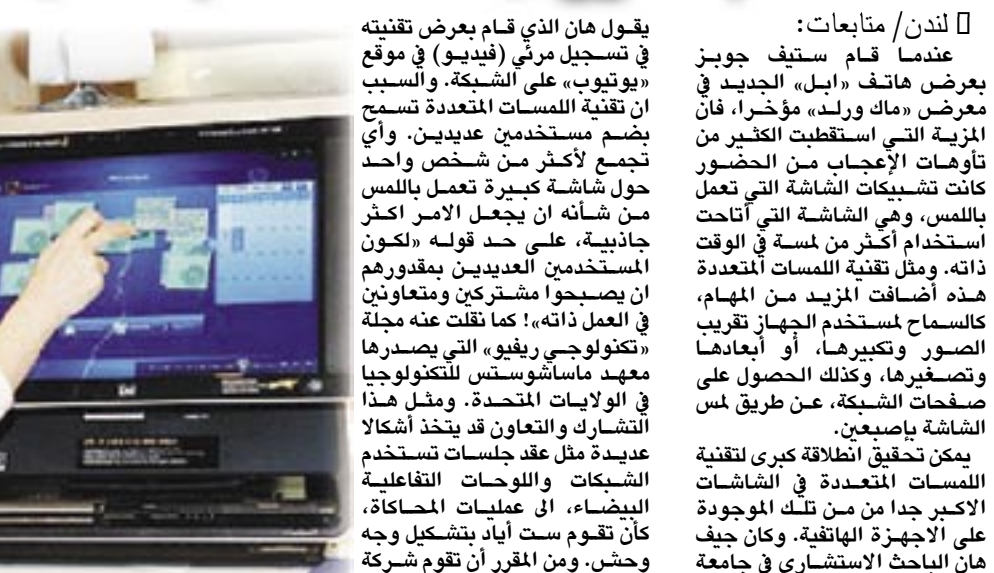 ▯ لندن/ متابعات:
عندما قام ستيف جوبز
بعرض هاتف «ابل» الجديد في
معرض «ماك ورلد» مؤخرا، فان
المزية التي استقطبت الكثير من
تأوهات الإعجاب من الحضور
كانت تشبيكات الشاشة التي تعمل
باللمس، وهي الشاشة التي أتاحت
استخدام أكثر من لمسة في الوقت
ذاته. ومثل تقنية اللمسات المتعددة
هذه أضافت المزيد من المهام،
كالسماح لمستخدم الجهاز تقريب
الصور وتكبيرها، أو أبعادها
وتصغيرها، وكذلك الحصول على
صفحات الشبكة، عن طريق لمس
الشاشة بإصبعين.
يمكن تحقيق انطلاقة كبرى لتقنية
اللمسات المتعددة في الشاشات
الاكبر جدا من مـن تلك الموجودة
على الاجهزة الهاتفية. وكان جيف
هان الباحث الاستشاري في جامعة
يقول هان الذي قام بعرض تقنيته
في تسجيل مرئي (فيديو) في موقع
«يوتيوب» على الشبكة. والسبب
ان تقنية اللمسات المتعددة تسمح
بضم مستخدمين عديدين. وأي
تجمع لأكثر من شخص واحد
حول شاشة كبيرة تعمل باللمس
من شأنه ان يجعل الامر اكثر
جاذبية، على حد قوله «لكون
المستخدمين العديدين بمقدورهم
ان يصبحوا مشتركين ومتعاونين
في العمل ذاته»! كما نقلت عنه مجلة
«تكنولوجي ريفيو» التي يصدرها
معهد ماساشوستس للتكنولوجيا
في الولايات المتحدة. ومثل هذا
التشارك والتعاون قد يتخذ أشكالا
عديدة مثل عقد جلسات تستخدم
الشبكات واللوحات التفاعلية
البيضاء، الى عمليات المحاكاة،
كأن تقوم ست أياد بتشكيل وجه
وحش. ومن المقرر أن تقوم شركة